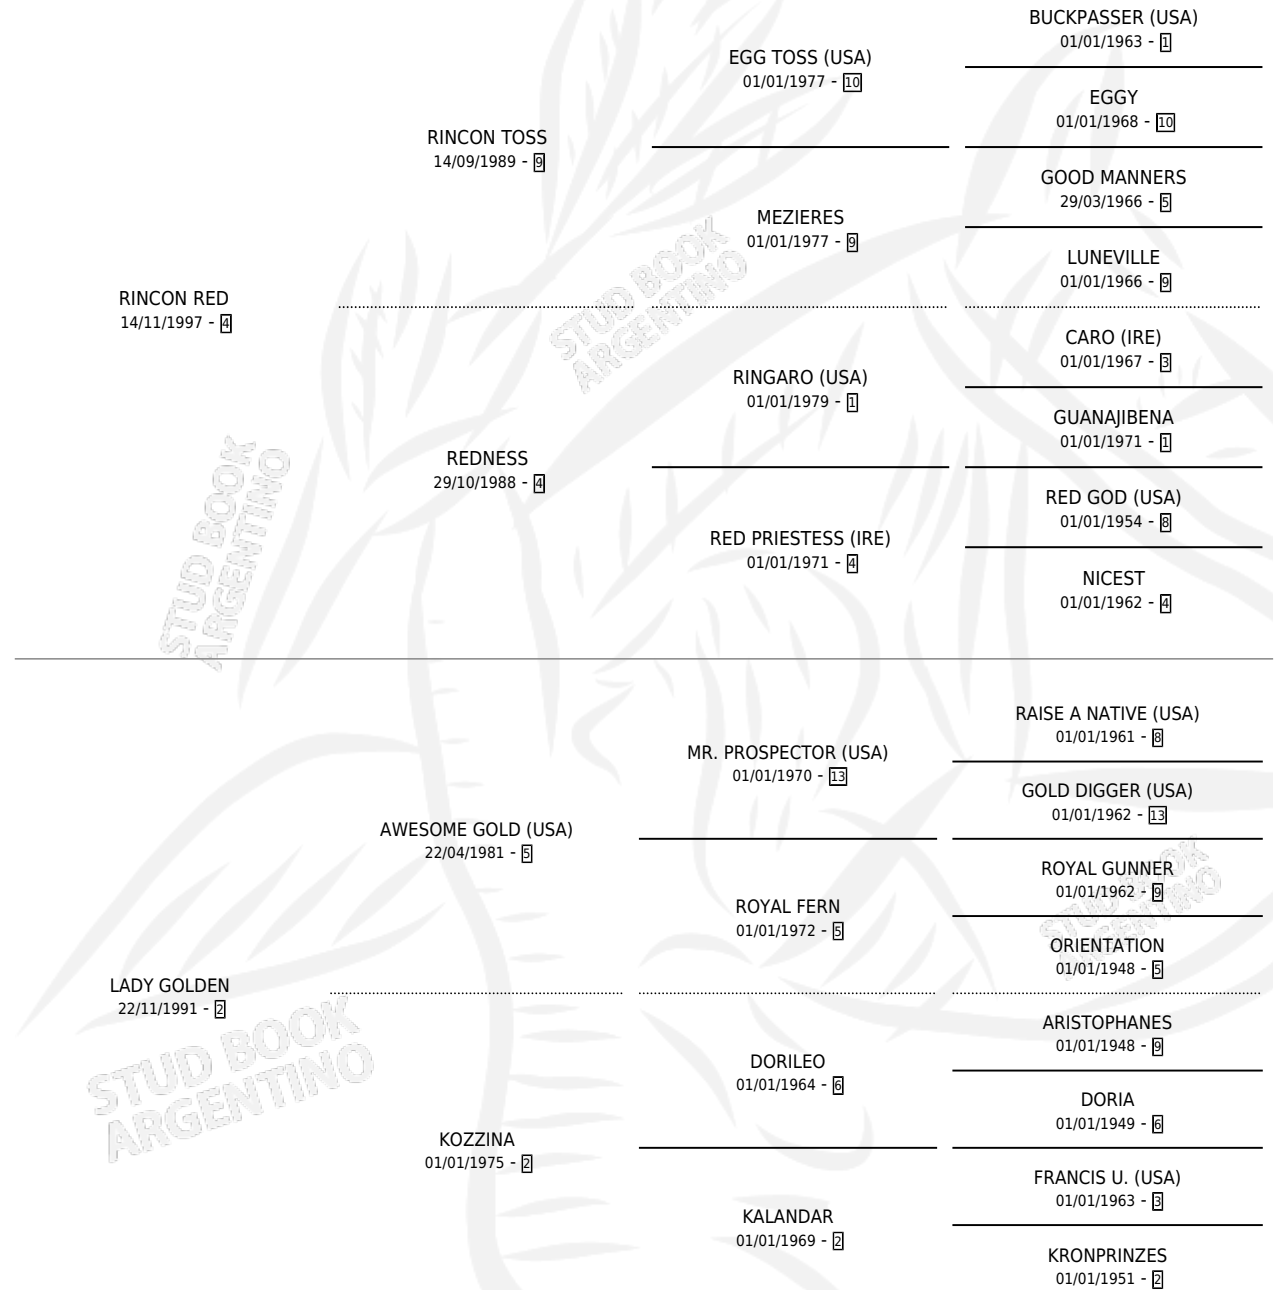 BUCKPASSER (USA)
01/01/1963 - 1
EGG TOSS (USA)
01/01/1977 - 10
EGGY
01/01/1968 - 10
RINCON TOSS
14/09/1989 - 9
GOOD MANNERS
29/03/1966 - 5
MEZIERES
01/01/1977 - 9
LUNEVILLE
01/01/1966 - 9
RINCON RED
14/11/1997 - 4
CARO (IRE)
01/01/1967 - 3
RINGARO (USA)
01/01/1979 - 1
GUANAJIBENA
01/01/1971 - 1
REDNESS
29/10/1988 - 4
RED GOD (USA)
01/01/1954 - 8
RED PRIESTESS (IRE)
01/01/1971 - 4
NICEST
01/01/1962 - 4
STUD BOOK
ARGENTINO
STUD BOOK
ARGENTINO
RAISE A NATIVE (USA)
01/01/1961 - 8
MR. PROSPECTOR (USA)
01/01/1970 - 13
GOLD DIGGER (USA)
01/01/1962 - 13
AWESOME GOLD (USA)
22/04/1981 - 5
ROYAL GUNNER
01/01/1962 - 9
ROYAL FERN
01/01/1972 - 5
ORIENTATION
01/01/1948 - 5
LADY GOLDEN
22/11/1991 - 2
ARISTOPHANES
01/01/1948 - 9
DORILEO
01/01/1964 - 6
DORIA
01/01/1949 - 6
KOZZINA
01/01/1975 - 2
FRANCIS U. (USA)
01/01/1963 - 3
KALANDAR
01/01/1969 - 2
KRONPRINZES
01/01/1951 - 2
STUD BOOK
ARGENTINO
STUD BOOK
ARGENTINO